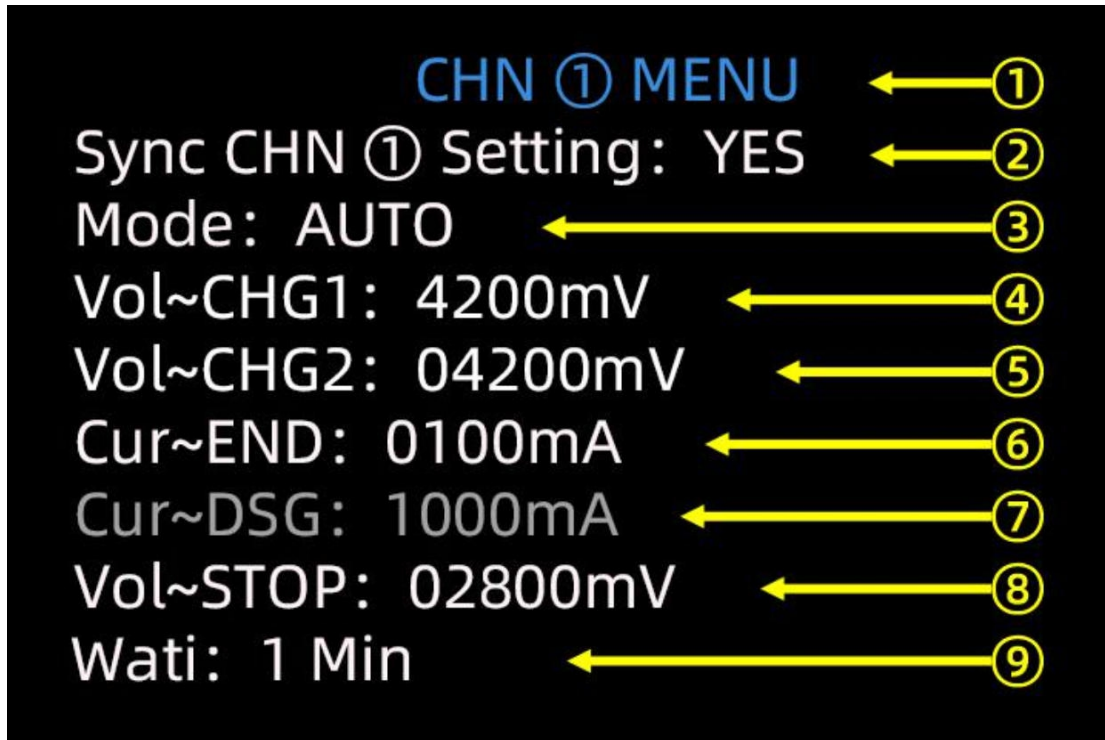 CHN ① MENU ①
Sync CHN ① Setting: YES ②
Mode: AUTO ③
Vol~CHG1: 4200mV ④
Vol~CHG2: 04200mV ⑤
Cur~END: 0100mA ⑥
Cur~DSG: 1000mA ⑦
Vol~STOP: 02800mV ⑧
Wati: 1 Min ⑨